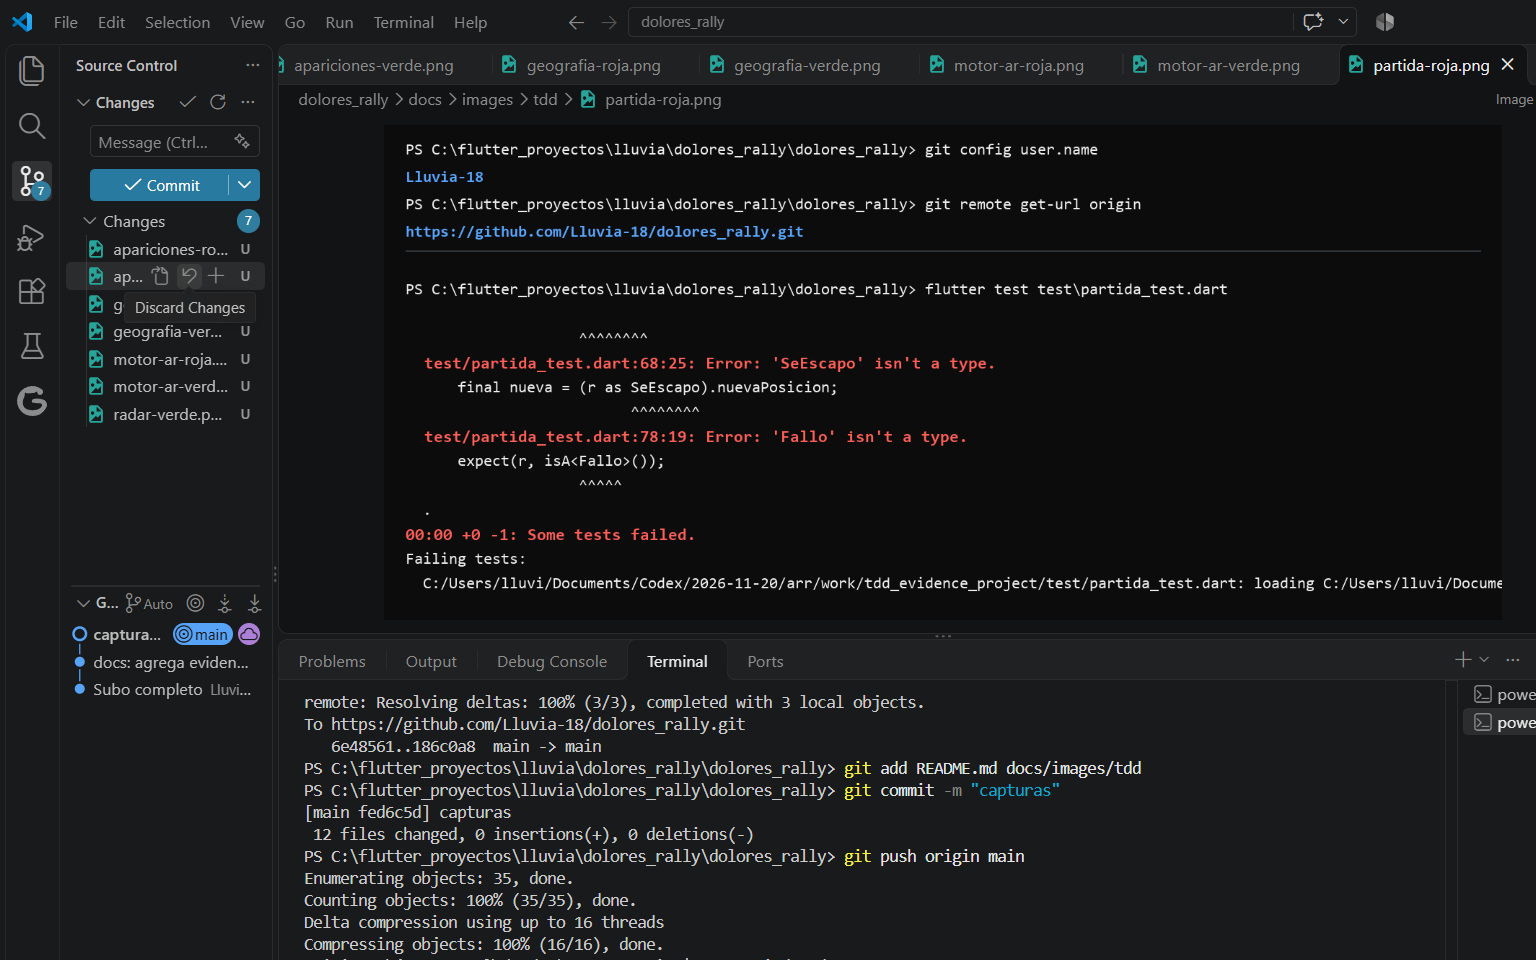 File Edit Selection View Go Run Terminal Help
dolores_rally
Source Control
Changes
Message (Ctrl...
Commit
Changes 7
apariciones-ro... U
ap... U
Discard Changes
g
geografia-ver... U
motor-ar-roja.... U
motor-ar-verd... U
radar-verde.p... U
7
G... Auto
captura... main
docs: agrega eviden...
Subo completo Lluvi...
apariciones-verde.png geografia-roja.png geografia-verde.png motor-ar-roja.png motor-ar-verde.png partida-roja.png
dolores_rally > docs > images > tdd > partida-roja.png
Image
PS C:\flutter_proyectos\lluvia\dolores_rally\dolores_rally> git config user.name
Lluvia-18
PS C:\flutter_proyectos\lluvia\dolores_rally\dolores_rally> git remote get-url origin
https://github.com/Lluvia-18/dolores_rally.git
PS C:\flutter_proyectos\lluvia\dolores_rally\dolores_rally> flutter test test\partida_test.dart
^^^^^^^^
test/partida_test.dart:68:25: Error: 'SeEscapo' isn't a type.
final nueva = (r as SeEscapo).nuevaPosicion;
^^^^^^^^
test/partida_test.dart:78:19: Error: 'Fallo' isn't a type.
expect(r, isA<Fallo>());
^^^^^
.
00:00 +0 -1: Some tests failed.
Failing tests:
C:/Users/lluvi/Documents/Codex/2026-11-20/arr/work/tdd_evidence_project/test/partida_test.dart: loading C:/Users/lluvi/Docume
Problems Output Debug Console Terminal Ports
remote: Resolving deltas: 100% (3/3), completed with 3 local objects.
To https://github.com/Lluvia-18/dolores_rally.git
6e48561..186c0a8 main -> main
PS C:\flutter_proyectos\lluvia\dolores_rally\dolores_rally> git add README.md docs/images/tdd
PS C:\flutter_proyectos\lluvia\dolores_rally\dolores_rally> git commit -m "capturas"
[main fed6c5d] capturas
12 files changed, 0 insertions(+), 0 deletions(-)
PS C:\flutter_proyectos\lluvia\dolores_rally\dolores_rally> git push origin main
Enumerating objects: 35, done.
Counting objects: 100% (35/35), done.
Delta compression using up to 16 threads
Compressing objects: 100% (16/16), done.
powe
powe